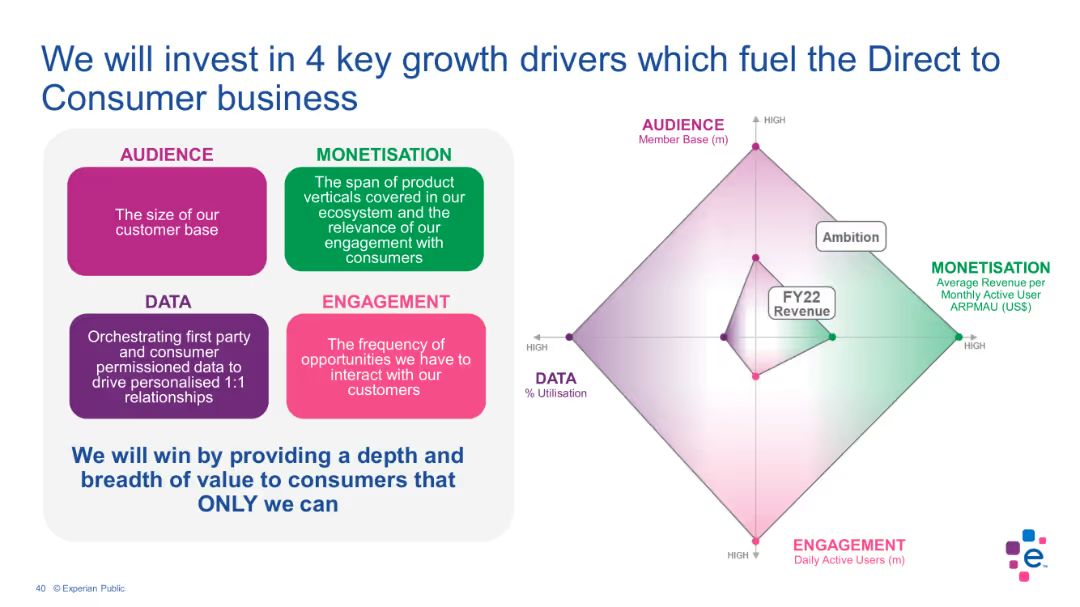 We will invest in 4 key growth drivers which fuel the Direct to
Consumer business
AUDIENCE
The size of our
customer base
MONETISATION
The span of product
verticals covered in our
ecosystem and the
relevance of our
engagement with
consumers
DATA
Orchestrating first party
and consumer
permissioned data to
drive personalised 1:1
relationships
ENGAGEMENT
The frequency of
opportunities we have to
interact with our
customers
We will win by providing a depth and
breadth of value to consumers that
ONLY we can
AUDIENCE
Member Base (m)
HIGH
Ambition
MONETISATION
Average Revenue per
Monthly Active User
ARPMAU (US$)
HIGH
FY22
Revenue
HIGH
DATA
% Utilisation
HIGH
ENGAGEMENT
Daily Active Users (m)
e™
40 © Experian Public